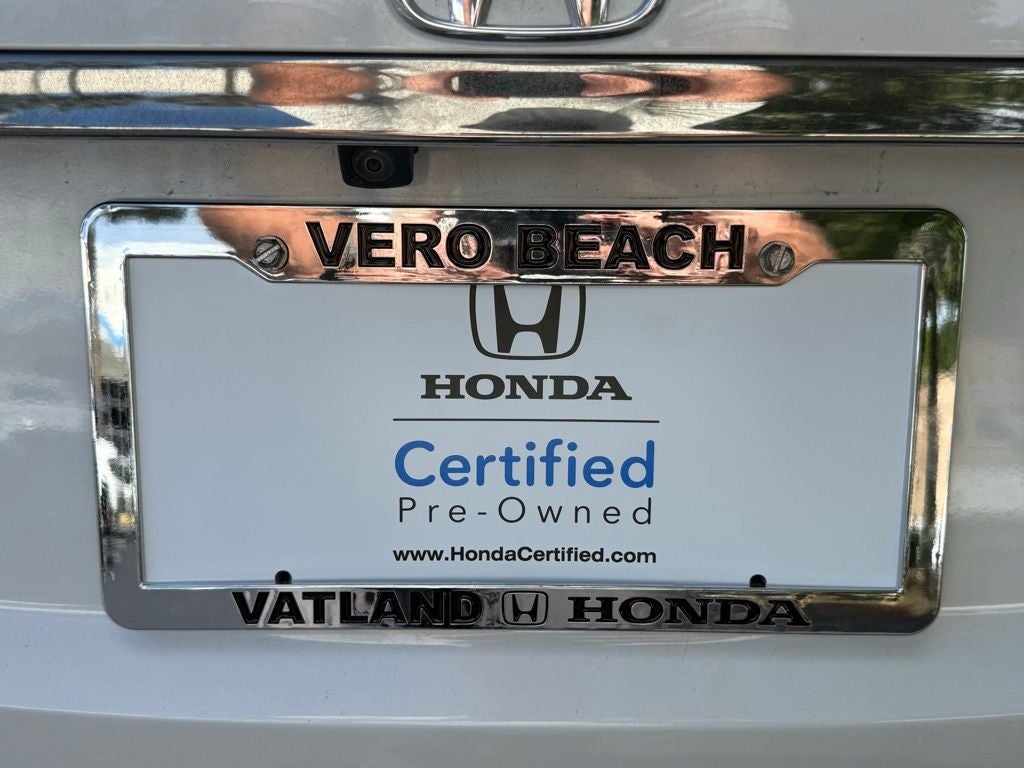 VERO BEACH
HONDA
Certified
Pre-Owned
www.HondaCertified.com
VATLAND HONDA